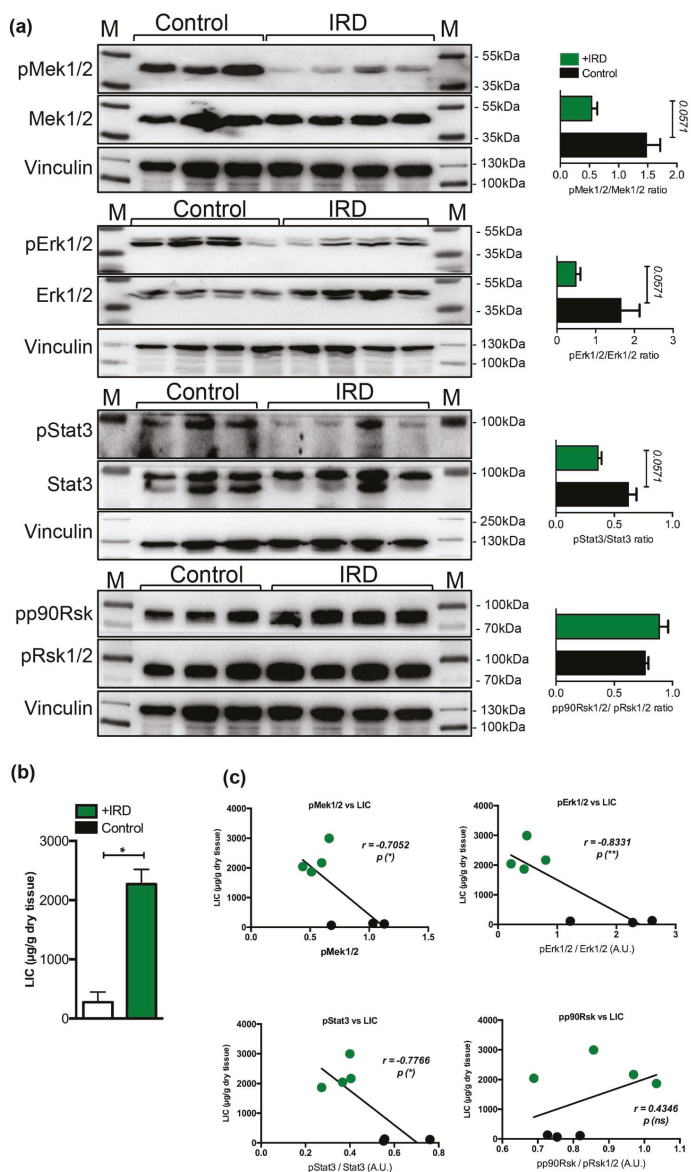 (a)
M Control IRD M
pMek1/2
- 55kDa
- 35kDa
Mek1/2
- 55kDa
- 35kDa
Vinculin
- 130kDa
- 100kDa
+IRD
Control
0.0571
0.0 0.5 1.0 1.5 2.0
pMek1/2/Mek1/2 ratio
M Control IRD M
pErk1/2
- 55kDa
- 35kDa
Erk1/2
- 55kDa
- 35kDa
Vinculin
- 130kDa
- 100kDa
0.0571
0 1 2 3
pErk1/2/Erk1/2 ratio
M Control IRD M
pStat3
- 100kDa
Stat3
- 100kDa
Vinculin
- 250kDa
- 130kDa
0.0571
0.0 0.5 1.0
pStat3/Stat3 ratio
M Control IRD M
pp90Rsk
- 100kDa
- 70kDa
pRsk1/2
- 100kDa
- 70kDa
Vinculin
- 130kDa
- 100kDa
0.0 0.5 1.0
pp90Rsk1/2/ pRsk1/2 ratio
(b)
+IRD
Control
*
LIC (µg/g dry tissue)
3000
2000
1000
0
(c)
pMek1/2 vs LIC
LIC (µg/g dry tissue)
4000
3000
2000
1000
0
r = -0.7052
p (*)
0.0 0.5 1.0 1.5
pMek1/2
pErk1/2 vs LIC
LIC (µg/g dry tissue)
4000
3000
2000
1000
0
r = -0.8331
p (**)
0 1 2 3
pErk1/2 / Erk1/2 (A.U.)
pStat3 vs LIC
LIC (µg/g dry tissue)
4000
3000
2000
1000
0
r = -0.7766
p (*)
0.0 0.2 0.4 0.6 0.8
pStat3 / Stat3 (A.U.)
pp90Rsk vs LIC
LIC (µg/g dry tissue)
4000
3000
2000
1000
0
r = 0.4346
p (ns)
0.6 0.7 0.8 0.9 1.0 1.1
pp90Rsk / pRsk1/2 (A.U.)